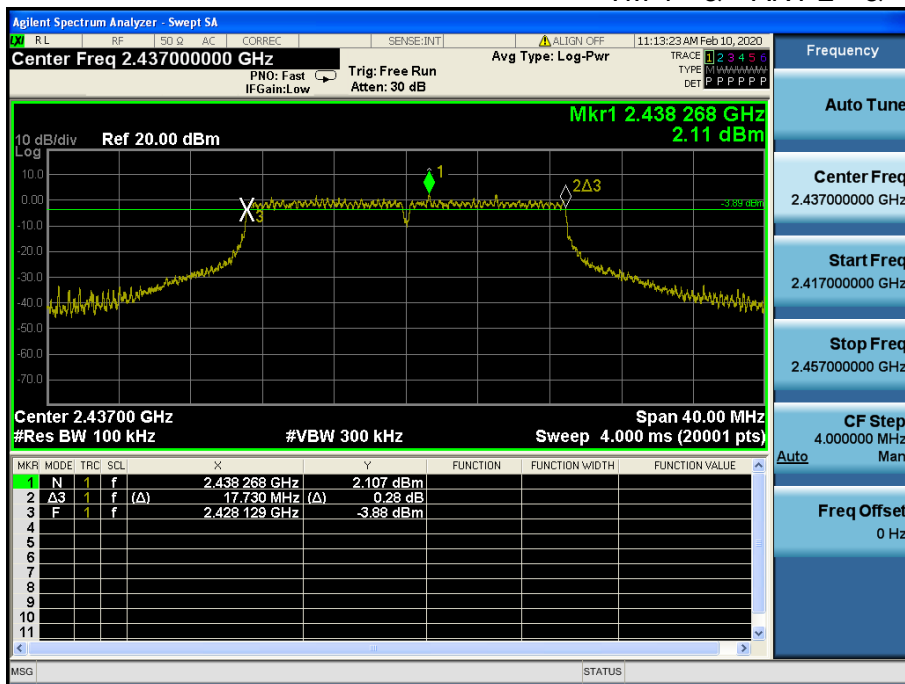 Agilent Spectrum Analyzer - Swept SA
LXI RL RF 50 Ω AC CORREC SENSE:INT ALIGN OFF 11:13:23 AM Feb 10, 2020
Center Freq 2.437000000 GHz
PNO: Fast
IFGain:Low
Trig: Free Run
Atten: 30 dB
Avg Type: Log-Pwr
TRACE 1 2 3 4 5 6
TYPE M WWWWW
DET P P P P P P
Mkr1 2.438 268 GHz
2.11 dBm
10 dB/div Ref 20.00 dBm
Log
10.0
0.00
-10.0
-20.0
-30.0
-40.0
-50.0
-60.0
-70.0
1
2Δ3
3
-3.89 dBm
Center 2.43700 GHz Span 40.00 MHz
#Res BW 100 kHz #VBW 300 kHz Sweep 4.000 ms (20001 pts)
MKR MODE TRC SCL X Y FUNCTION FUNCTION WIDTH FUNCTION VALUE
1 N 1 f 2.438 268 GHz 2.107 dBm
2 Δ3 1 f (Δ) 17.730 MHz (Δ) 0.28 dB
3 F 1 f 2.428 129 GHz -3.88 dBm
4
5
6
7
8
9
10
11
MSG STATUS
Frequency
Auto Tune
Center Freq
2.437000000 GHz
Start Freq
2.417000000 GHz
Stop Freq
2.457000000 GHz
CF Step
4.000000 MHz
Auto Man
Freq Offset
0 Hz